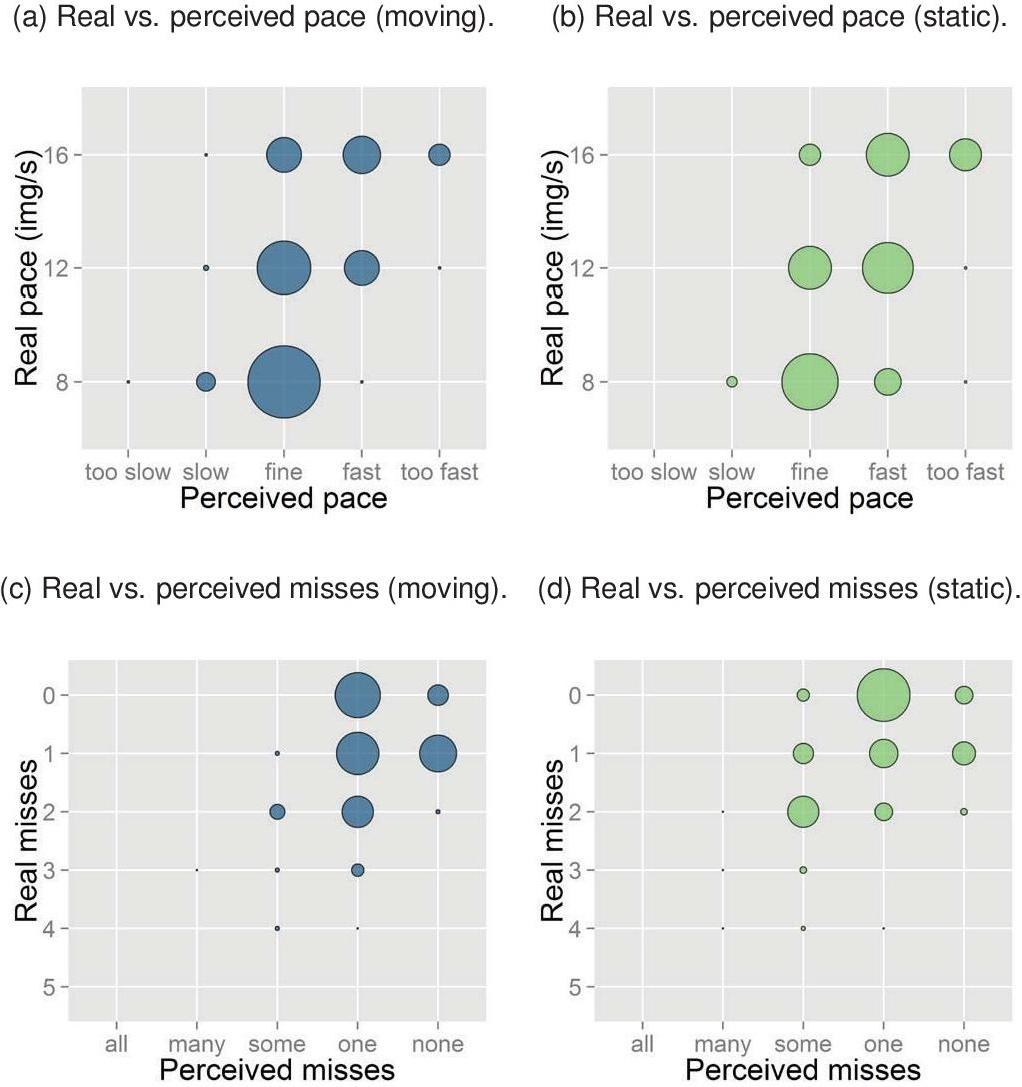 (a) Real vs. perceived pace (moving).
(b) Real vs. perceived pace (static).
Real pace (img/s)
16
12
8
too slow slow fine fast too fast
Perceived pace
Real pace (img/s)
16
12
8
too slow slow fine fast too fast
Perceived pace
(c) Real vs. perceived misses (moving).
(d) Real vs. perceived misses (static).
Real misses
0
1
2
3
4
5
all many some one none
Perceived misses
Real misses
0
1
2
3
4
5
all many some one none
Perceived misses